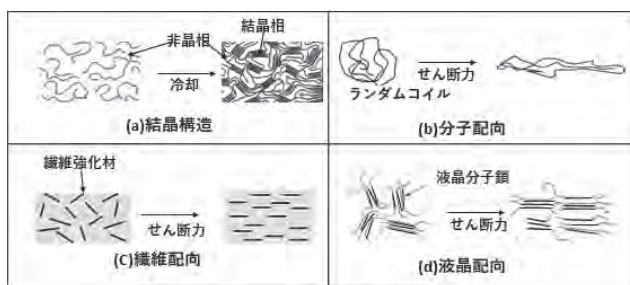 結晶相
非晶相
冷却
(a)結晶構造
せん断力
ランダムコイル
(b)分子配向
繊維強化材
せん断力
(C)繊維配向
液晶分子鎖
せん断力
(d)液晶配向